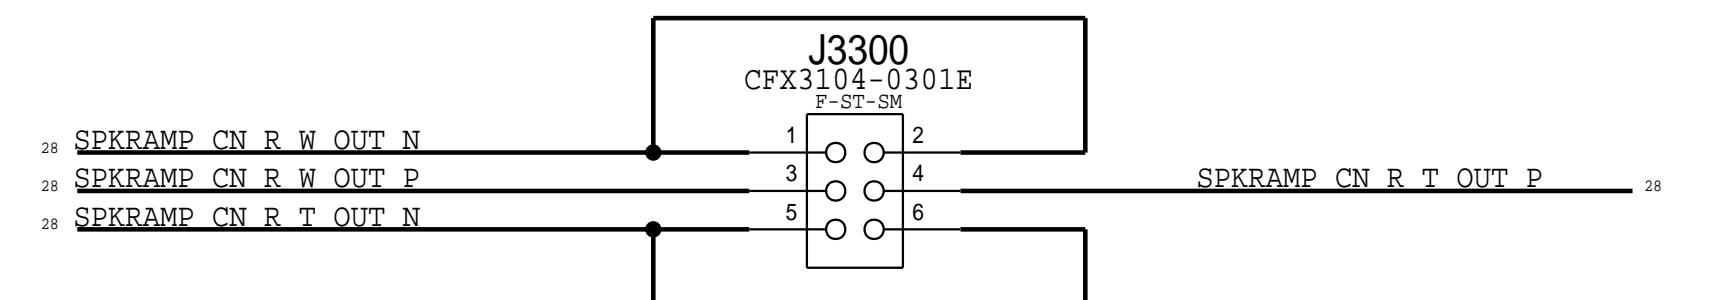 J3300
CFX3104-0301E
F-ST-SM
28 SPKRAMP CN R W OUT N 1 2
28 SPKRAMP CN R W OUT P 3 4 SPKRAMP CN R T OUT P 28
28 SPKRAMP CN R T OUT N 5 6